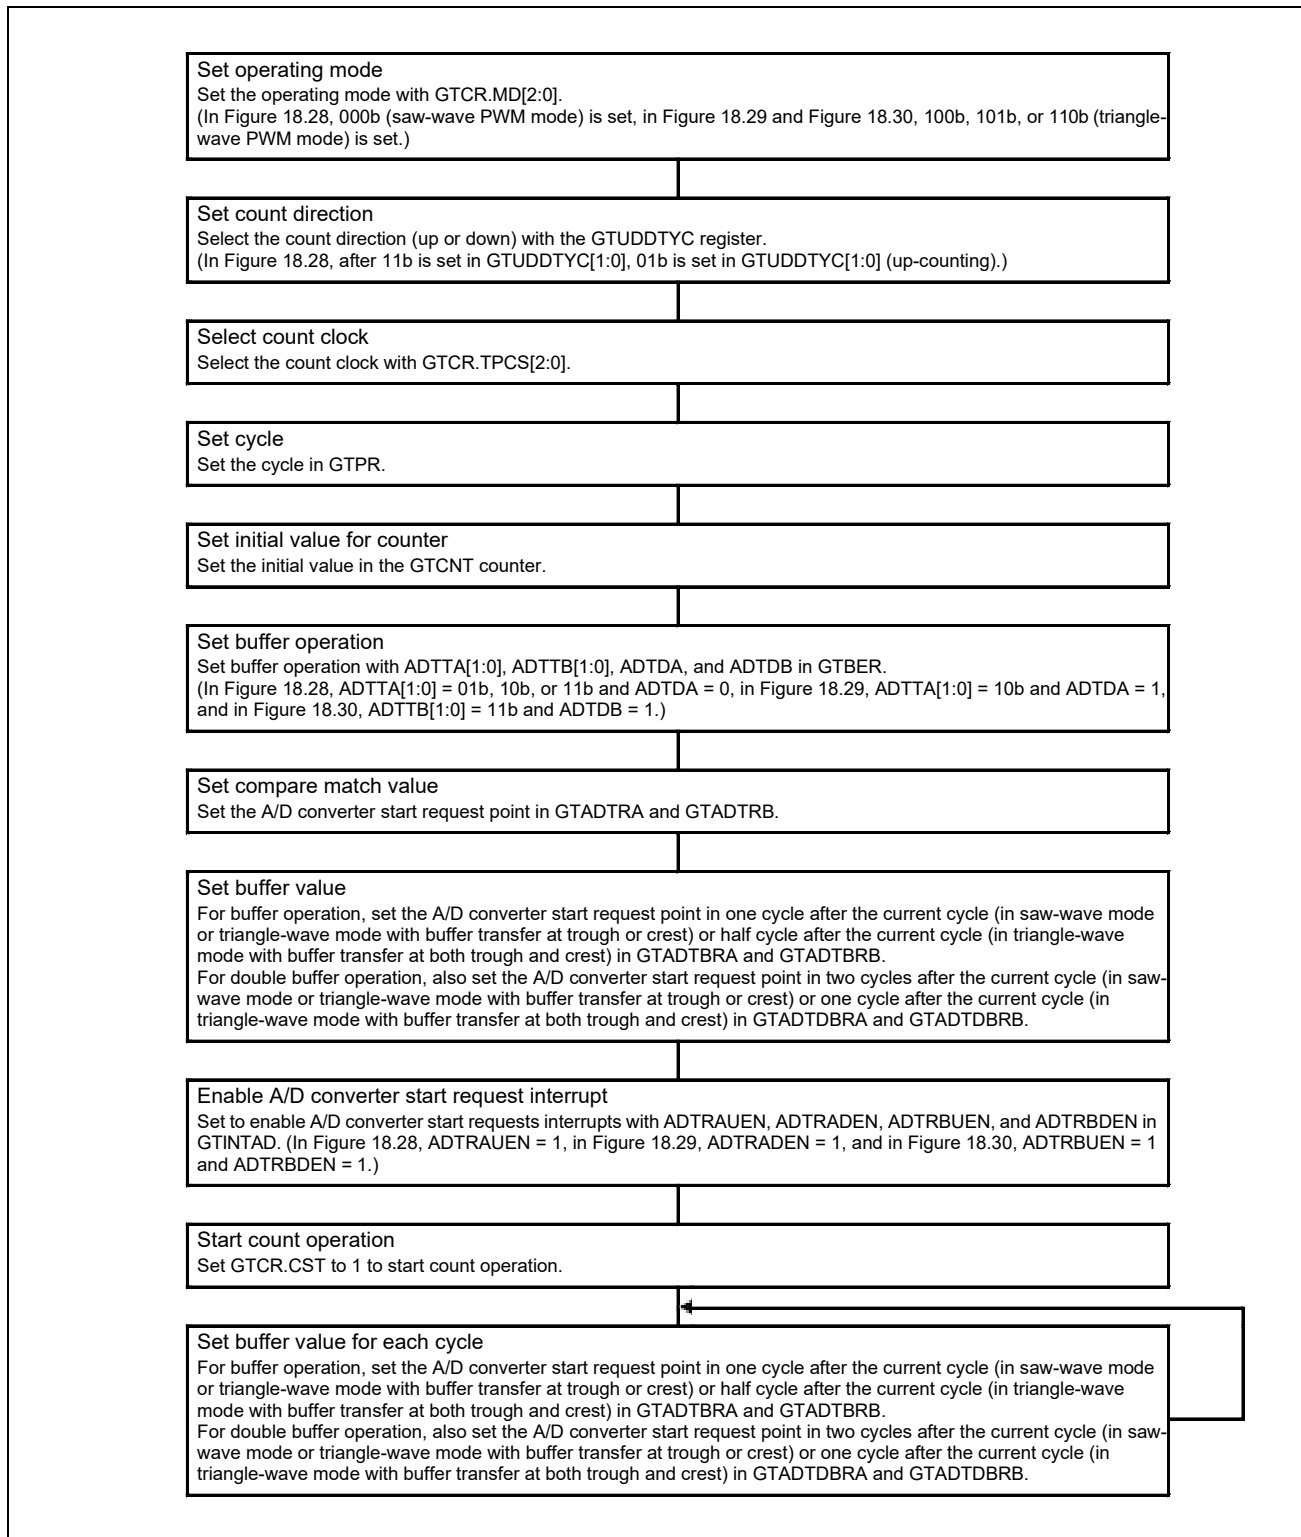 Set operating mode
Set the operating mode with GTCR.MD[2:0].
(In Figure 18.28, 000b (saw-wave PWM mode) is set, in Figure 18.29 and Figure 18.30, 100b, 101b, or 110b (triangle-
wave PWM mode) is set.)
Set count direction
Select the count direction (up or down) with the GTUDDTYC register.
(In Figure 18.28, after 11b is set in GTUDDTYC[1:0], 01b is set in GTUDDTYC[1:0] (up-counting).)
Select count clock
Select the count clock with GTCR.TPCS[2:0].
Set cycle
Set the cycle in GTPR.
Set initial value for counter
Set the initial value in the GTCNT counter.
Set buffer operation
Set buffer operation with ADTTA[1:0], ADTTB[1:0], ADTDA, and ADTDB in GTBER.
(In Figure 18.28, ADTTA[1:0] = 01b, 10b, or 11b and ADTDA = 0, in Figure 18.29, ADTTA[1:0] = 10b and ADTDA = 1,
and in Figure 18.30, ADTTB[1:0] = 11b and ADTDB = 1.)
Set compare match value
Set the A/D converter start request point in GTADTRA and GTADTRB.
Set buffer value
For buffer operation, set the A/D converter start request point in one cycle after the current cycle (in saw-wave mode
or triangle-wave mode with buffer transfer at trough or crest) or half cycle after the current cycle (in triangle-wave
mode with buffer transfer at both trough and crest) in GTADTBRA and GTADTBRB.
For double buffer operation, also set the A/D converter start request point in two cycles after the current cycle (in saw-
wave mode or triangle-wave mode with buffer transfer at trough or crest) or one cycle after the current cycle (in
triangle-wave mode with buffer transfer at both trough and crest) in GTADTDBRA and GTADTDBRB.
Enable A/D converter start request interrupt
Set to enable A/D converter start requests interrupts with ADTRAUEN, ADTRADEN, ADTRBUEN, and ADTRBDEN in
GTINTAD. (In Figure 18.28, ADTRAUEN = 1, in Figure 18.29, ADTRADEN = 1, and in Figure 18.30, ADTRBUEN = 1
and ADTRBDEN = 1.)
Start count operation
Set GTCR.CST to 1 to start count operation.
Set buffer value for each cycle
For buffer operation, set the A/D converter start request point in one cycle after the current cycle (in saw-wave mode
or triangle-wave mode with buffer transfer at trough or crest) or half cycle after the current cycle (in triangle-wave
mode with buffer transfer at both trough and crest) in GTADTBRA and GTADTBRB.
For double buffer operation, also set the A/D converter start request point in two cycles after the current cycle (in saw-
wave mode or triangle-wave mode with buffer transfer at trough or crest) or one cycle after the current cycle (in
triangle-wave mode with buffer transfer at both trough and crest) in GTADTDBRA and GTADTDBRB.